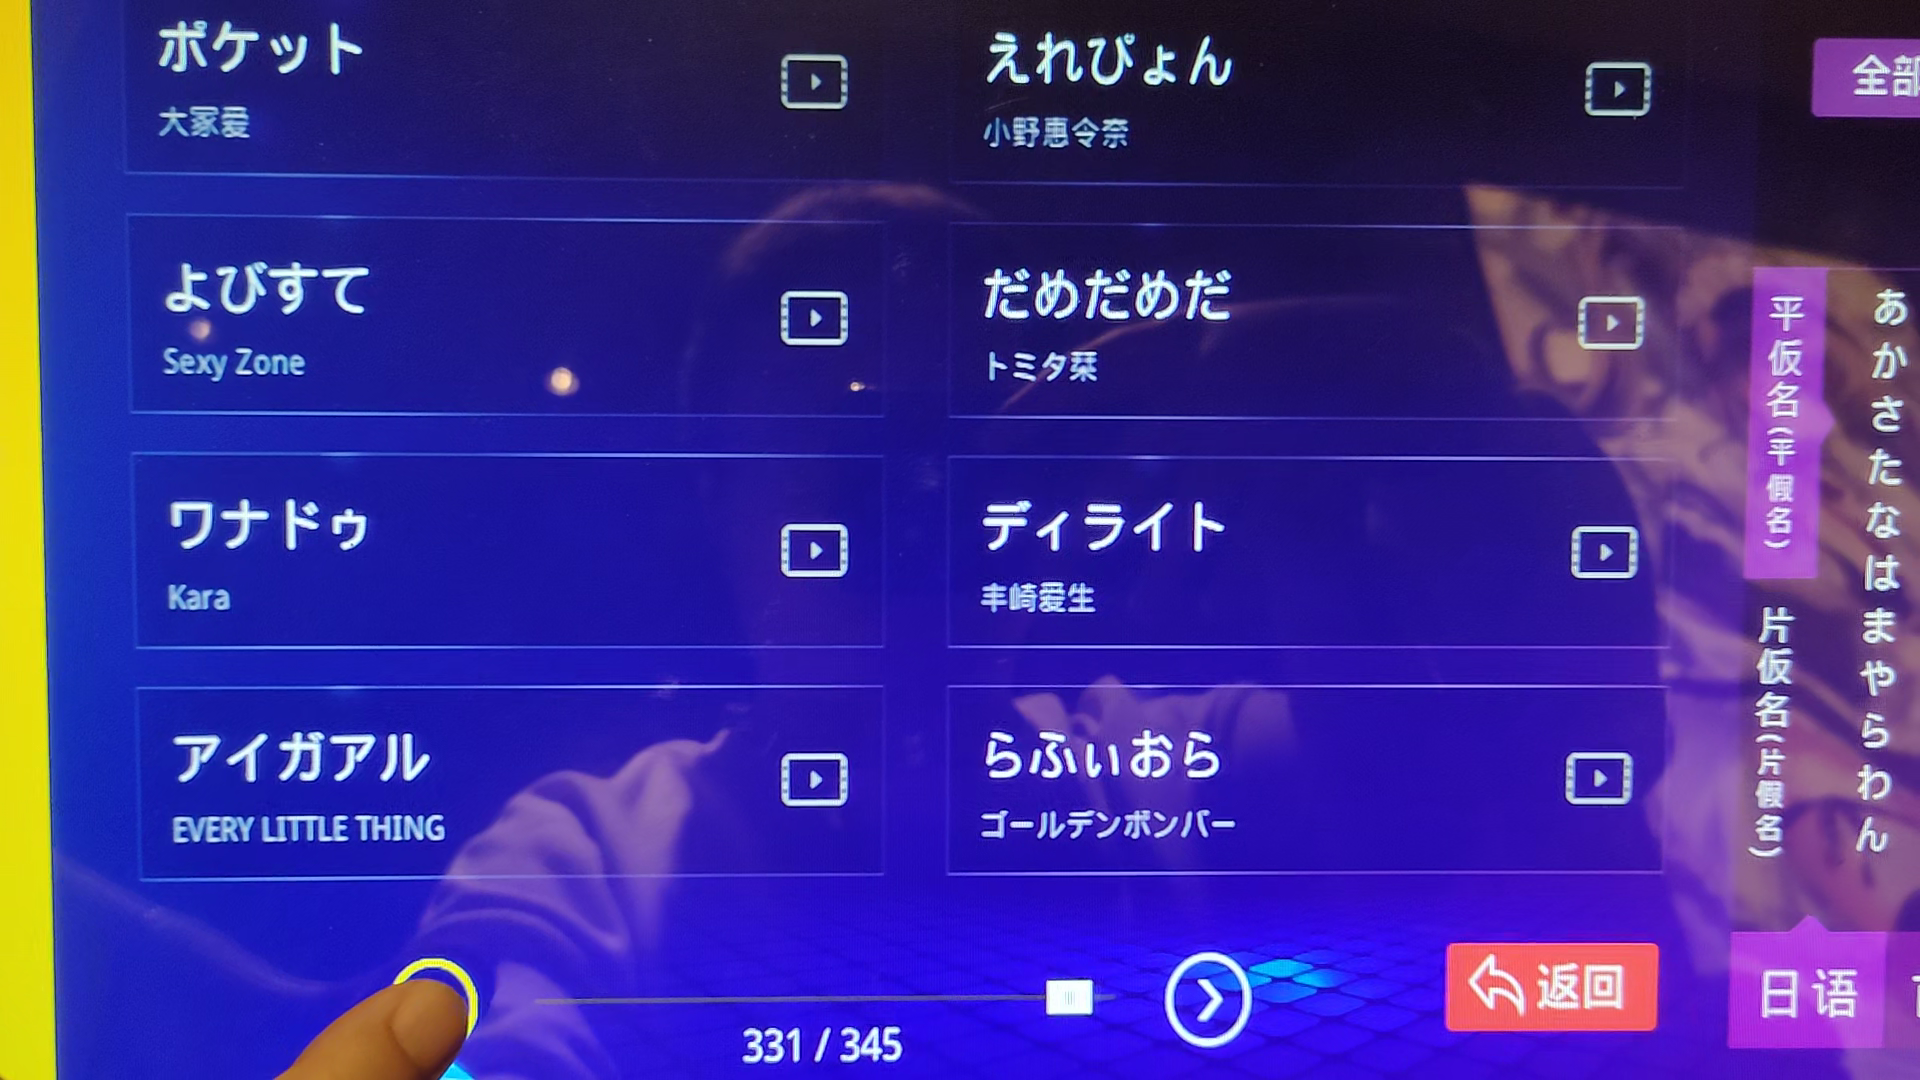 ポケット
大冢爱
えれぴょん
小野惠令奈
よびすて
Sexy Zone
だめだめだ
トミタ栞
ワナドゥ
Kara
ディライト
丰崎爱生
アイガアル
EVERY LITTLE THING
らふぃおら
ゴールデンボンバー
331 / 345
返回
全部
平仮名(平假名)
片仮名(片假名)
あかさたなはまやらわん
日语